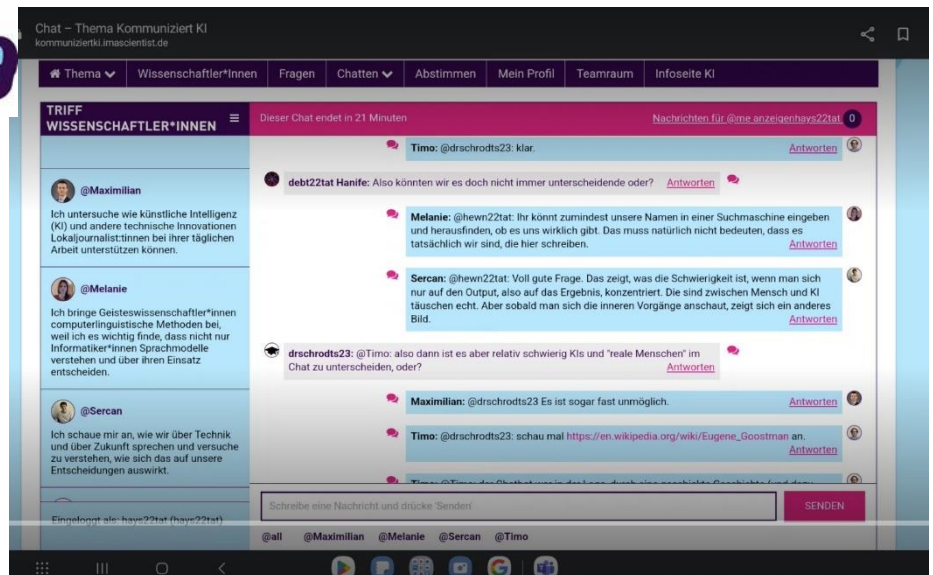 Chat – Thema Kommuniziert KI
kommuniziertki.imascientist.de
Thema
Wissenschaftler*Innen
Fragen
Chatten
Abstimmen
Mein Profil
Teamraum
Infoseite KI
TRIFF
WISSENSCHAFTLER*INNEN
Dieser Chat endet in 21 Minuten
Nachrichten für @me anzeigenhays22tat 0
@Maximilian
Ich untersuche wie künstliche Intelligenz
(KI) und andere technische Innovationen
Lokaljournalist:tinnen bei ihrer täglichen
Arbeit unterstützen können.
@Melanie
Ich bringe Geisteswissenschaftler*innen
computerlinguistische Methoden bei,
weil ich es wichtig finde, dass nicht nur
Informatiker*innen Sprachmodelle
verstehen und über ihren Einsatz
entscheiden.
@Sercan
Ich schaue mir an, wie wir über Technik
und über Zukunft sprechen und versuche
zu verstehen, wie sich das auf unsere
Entscheidungen auswirkt.
Eingeloggt als: hays22tat (hays22tat)
Timo: @drschrodts23: klar.
Antworten
debt22tat Hanife: Also könnten wir es doch nicht immer unterscheidende oder? Antworten
Melanie: @hewn22tat: Ihr könnt zumindest unsere Namen in einer Suchmaschine eingeben
und herausfinden, ob es uns wirklich gibt. Das muss natürlich nicht bedeuten, dass es
tatsächlich wir sind, die hier schreiben.
Antworten
Sercan: @hewn22tat: Voll gute Frage. Das zeigt, was die Schwierigkeit ist, wenn man sich
nur auf den Output, also auf das Ergebnis, konzentriert. Die sind zwischen Mensch und KI
täuschen echt. Aber sobald man sich die inneren Vorgänge anschaut, zeigt sich ein anderes
Bild.
Antworten
drschrodts23: @Timo: also dann ist es aber relativ schwierig KIs und "reale Menschen" im
Chat zu unterscheiden, oder?
Antworten
Maximilian: @drschrodts23 Es ist sogar fast unmöglich.
Antworten
Timo: @drschrodts23: schau mal https://en.wikipedia.org/wiki/Eugene_Goostman an.
Antworten
Schreibe eine Nachricht und drücke 'Senden'.
SENDEN
@all @Maximilian @Melanie @Sercan @Timo